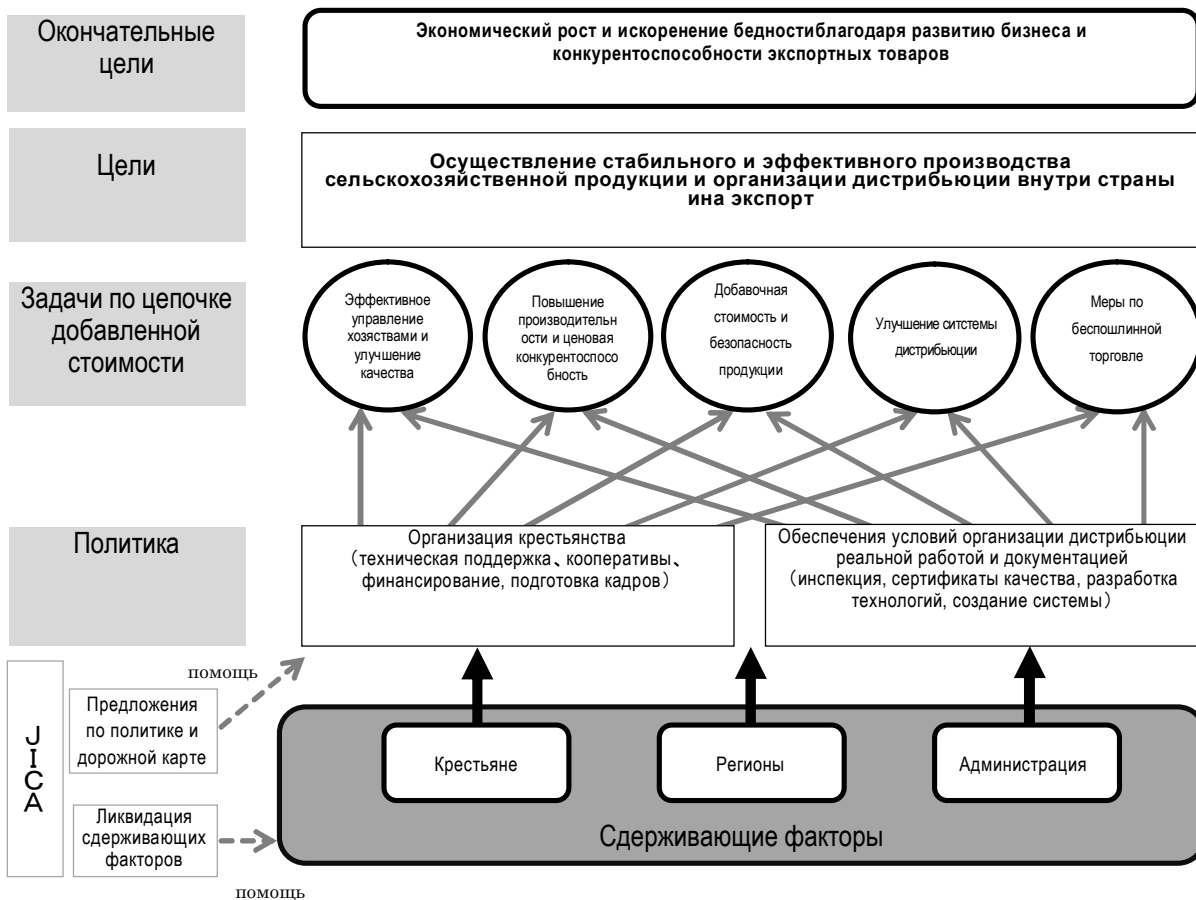 Окончательные
цели
Экономический рост и искоренение бедностиблагодаря развитию бизнеса и
конкурентоспособности экспортных товаров
Цели
Осуществление стабильного и эффективного производства
сельскохозяйственной продукции и организации дистрибьюции внутри страны
ина экспорт
Задачи по цепочке
добавленной
стоимости
Эффективное
управление
хозяствами и
улучшение
качества
Повышение
производительн
ости и ценовая
конкурентоспосо
бность
Добавочная
стоимость и
безопасность
продукции
Улучшение ситстемы
дистрибьюции
Меры по
беспошлинной
торговле
Политика
Организация крестьянства
（техническая поддержка、кооперативы、
финансирование, подготовка кадров）
Обеспечения условий организации дистрибьюции
реальной работой и документацией
（инспекция, сертификаты качества, разработка
технологий, создание системы）
помощь
JICA
Предложения
по политике и
дорожной карте
Ликвидация
сдерживающих
факторов
помощь
Крестьяне
Регионы
Администрация
Сдерживающие факторы